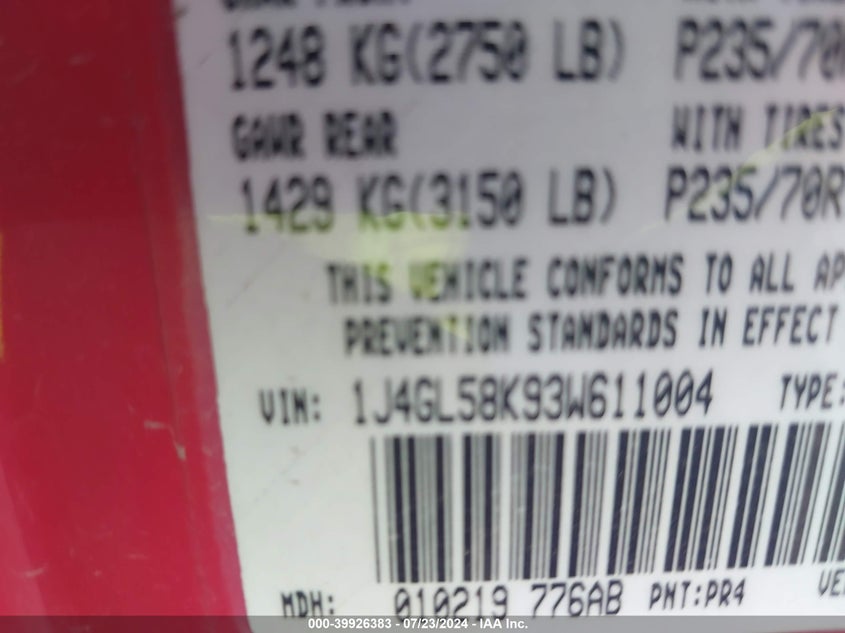 1248 KG(2750 LB) P235/70
GAWR REAR WITH TIRES
1429 KG(3150 LB) P235/70R
THIS VEHICLE CONFORMS TO ALL AP
PREVENTION STANDARDS IN EFFECT
VIN: 1J4GL58K93W611004 TYPE:
MDH: 010219 776AB PNT:PR4 VE
000-39926383 - 07/23/2024 - IAA Inc.